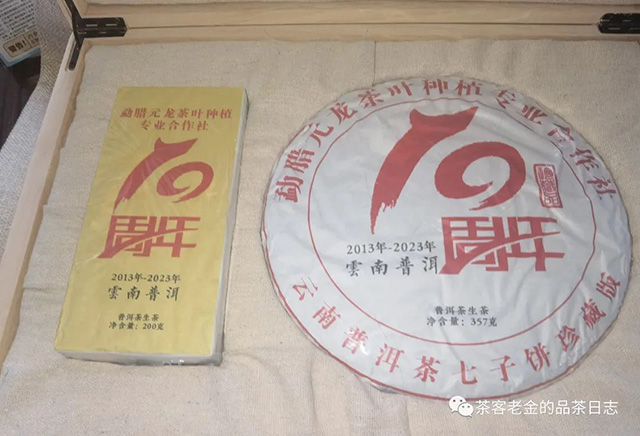 勐腊元龙茶叶种植
专业合作社
10
周年
2013年-2023年
雲南普洱
普洱茶生茶
净含量：200克
勐腊元龙茶叶种植专业合作社
10
周年
2013年-2023年
雲南普洱
普洱茶生茶
净含量：357克
云南普洱茶七子饼珍藏版
茶客老金的品茶日志